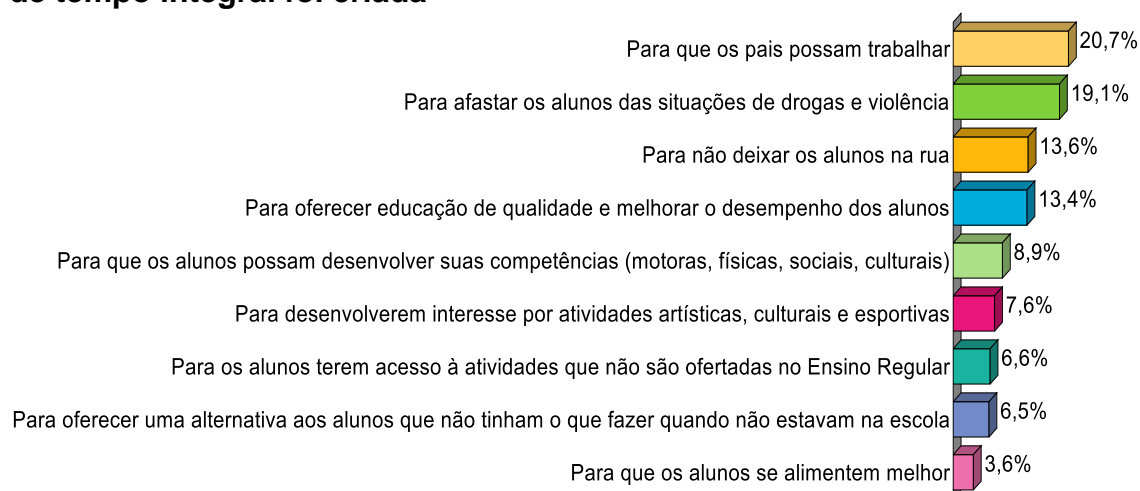 de tempo integral foi criada
Para que os pais possam trabalhar 20,7%
Para afastar os alunos das situações de drogas e violência 19,1%
Para não deixar os alunos na rua 13,6%
Para oferecer educação de qualidade e melhorar o desempenho dos alunos 13,4%
Para que os alunos possam desenvolver suas competências (motoras, físicas, sociais, culturais) 8,9%
Para desenvolverem interesse por atividades artísticas, culturais e esportivas 7,6%
Para os alunos terem acesso à atividades que não são ofertadas no Ensino Regular 6,6%
Para oferecer uma alternativa aos alunos que não tinham o que fazer quando não estavam na escola 6,5%
Para que os alunos se alimentem melhor 3,6%